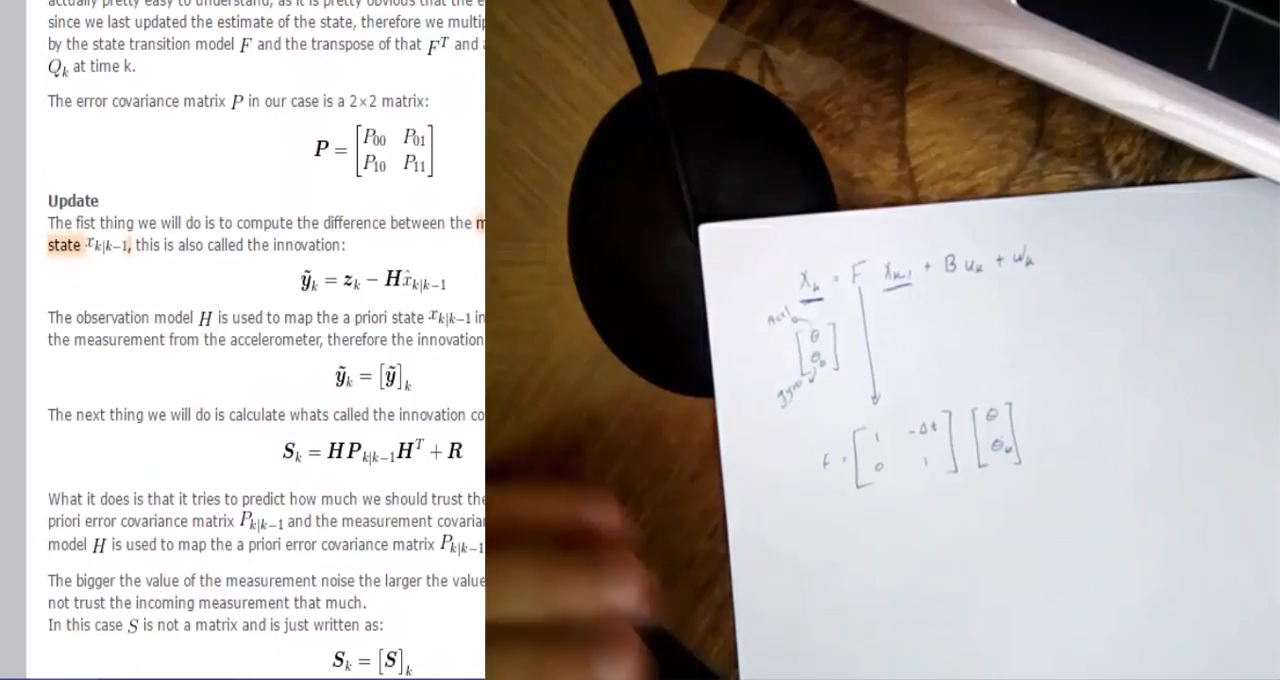 actually pretty easy to understand, as it is pretty obvious that the e
since we last updated the estimate of the state, therefore we multip
by the state transition model F and the transpose of that F^T and
Q_k at time k.
The error covariance matrix P in our case is a 2×2 matrix:
P = [P_00 P_01
P_10 P_11]
Update
The fist thing we will do is to compute the difference between the m
state x_{k|k−1}, this is also called the innovation:
ỹ_k = z_k − Hx̂_{k|k−1}
The observation model H is used to map the a priori state x_{k|k−1} in
the measurement from the accelerometer, therefore the innovation
ỹ_k = [ỹ]_k
The next thing we will do is calculate whats called the innovation co
S_k = HP_{k|k−1}H^T + R
What it does is that it tries to predict how much we should trust the
priori error covariance matrix P_{k|k−1} and the measurement covaria
model H is used to map the a priori error covariance matrix P_{k|k−1}
The bigger the value of the measurement noise the larger the value
not trust the incoming measurement that much.
In this case S is not a matrix and is just written as:
S_k = [S]_k
x_k = F x_{k-1} + B u_k + w_k
Accl
[θ
θ_b]
gyro
F = [1 -Δt
0 1] [θ
θ_b]